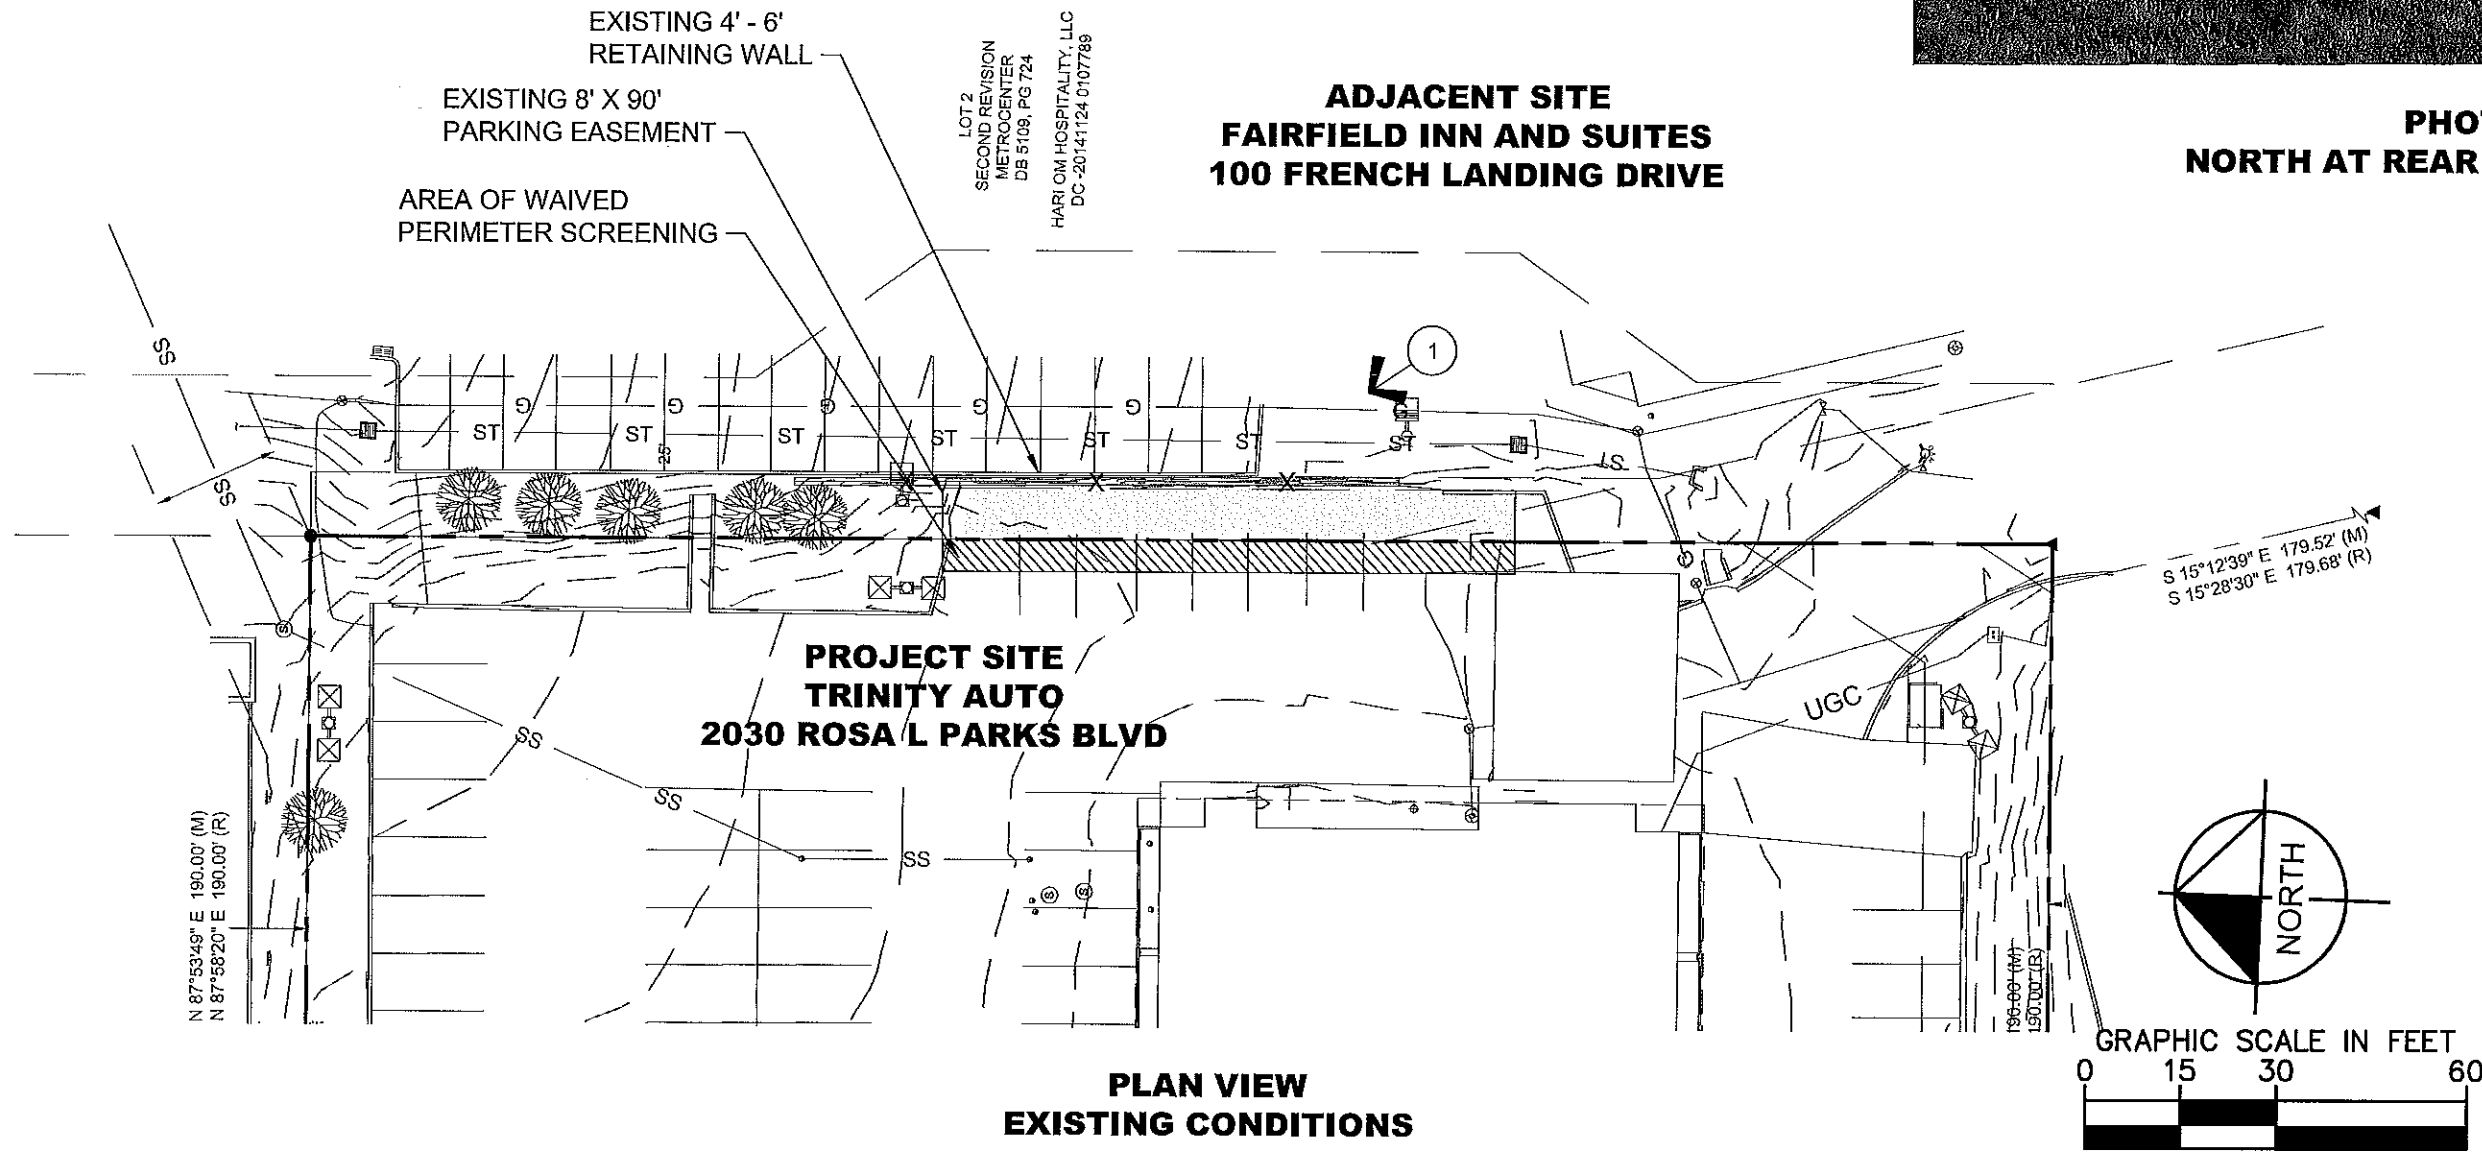 EXISTING 4' - 6'
RETAINING WALL
EXISTING 8' X 90'
PARKING EASEMENT
AREA OF WAIVED
PERIMETER SCREENING
LOT 2
SECOND REVISION
METROCENTER
DB 5109, PG 724
HARI OM HOSPITALITY, LLC
DC -20141124 0107789
ADJACENT SITE
FAIRFIELD INN AND SUITES
100 FRENCH LANDING DRIVE
PHO
NORTH AT REAR
1
SS
SS
G
G
G
G
G
G
ST
ST
ST
ST
ST
ST
ST
ST
25'
X
X
X
S
S 15°12'39" E 179.52' (M)
S 15°28'30" E 179.68' (R)
PROJECT SITE
TRINITY AUTO
2030 ROSA L PARKS BLVD
UGC
SS
SS
SS
S
S
N 87°53'49" E 190.00' (M)
N 87°58'20" E 190.00' (R)
190.00' (M)
190.00' (R)
NORTH
GRAPHIC SCALE IN FEET
0 15 30 60
PLAN VIEW
EXISTING CONDITIONS